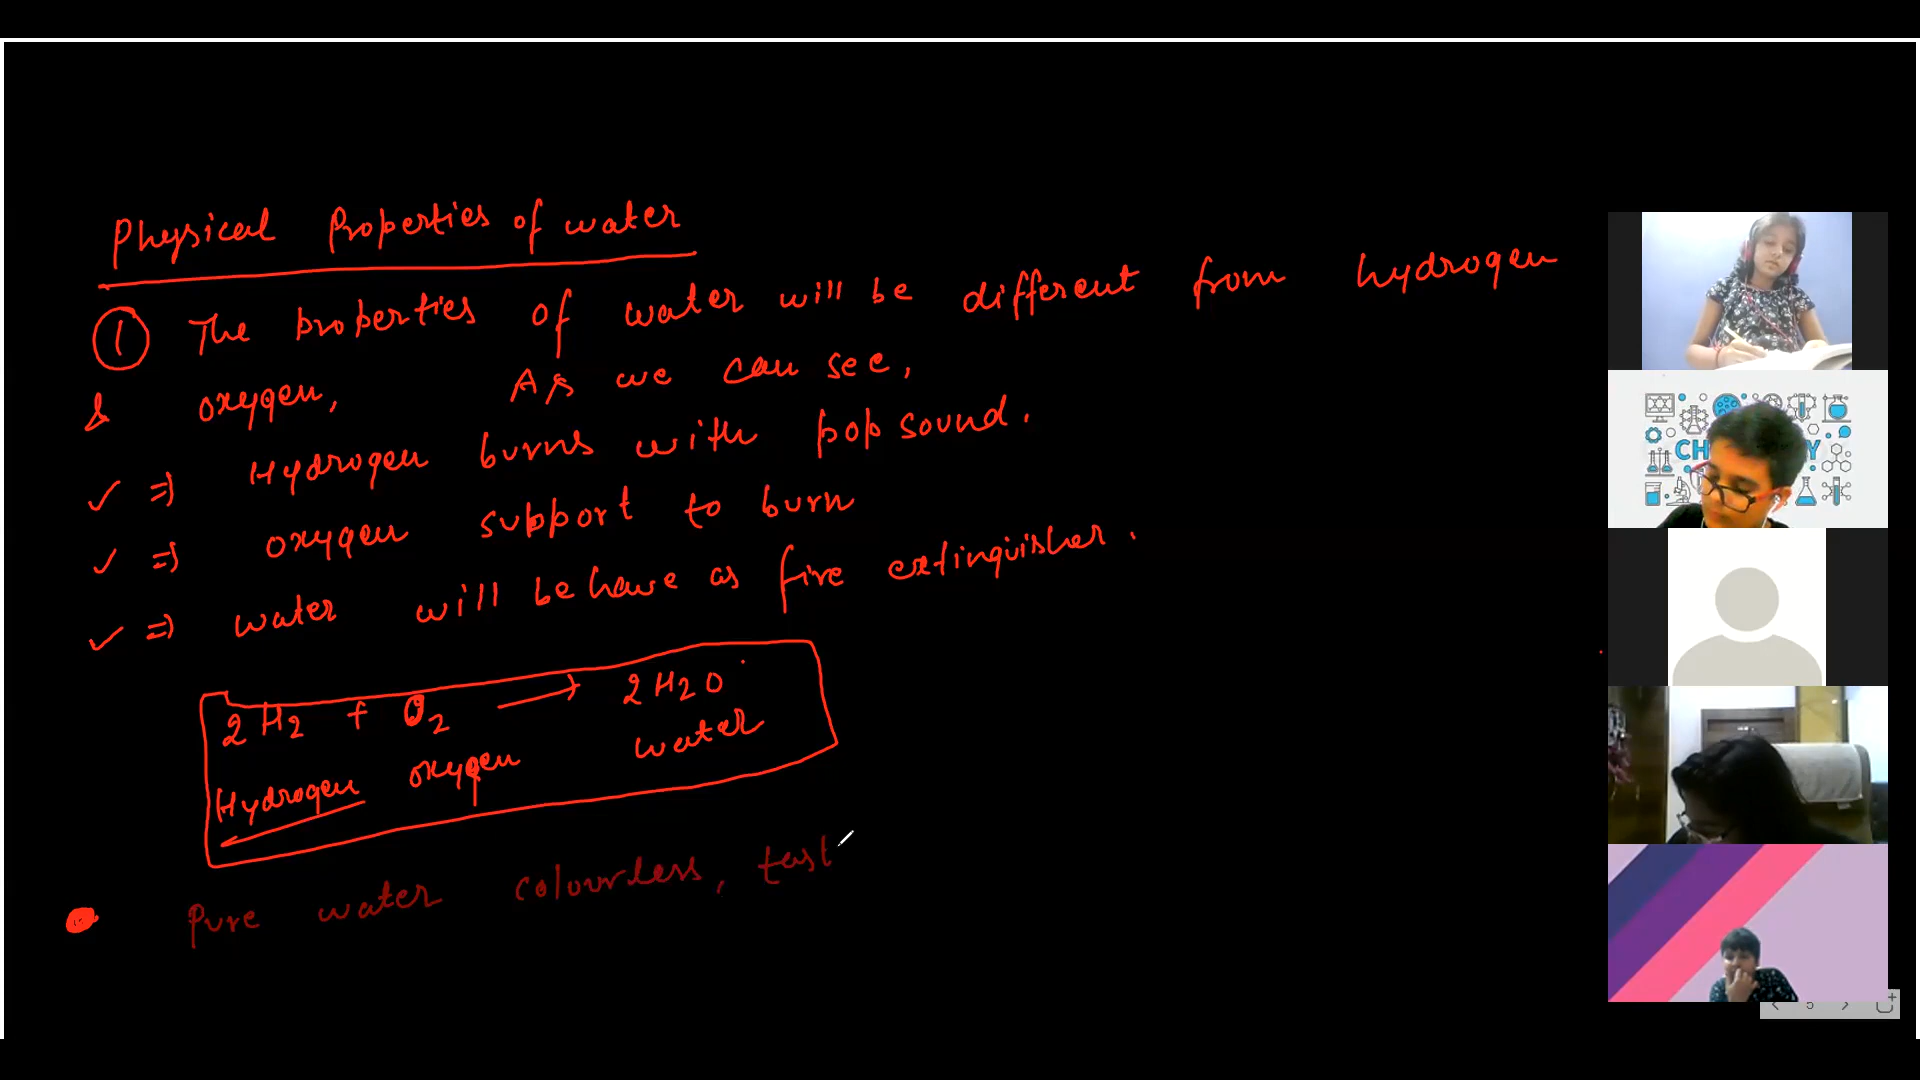 Physical Properties of water
① The properties of water will be different from hydrogen
& oxygen, As we can see,
✓ ⇒ Hydrogen burns with pop sound.
✓ ⇒ oxygen support to burn
✓ ⇒ water will behave as fire extinguisher.
2H2 + O2 ⟶ 2H2O
Hydrogen oxygen water
Pure water colourless, tast
CH Y
5